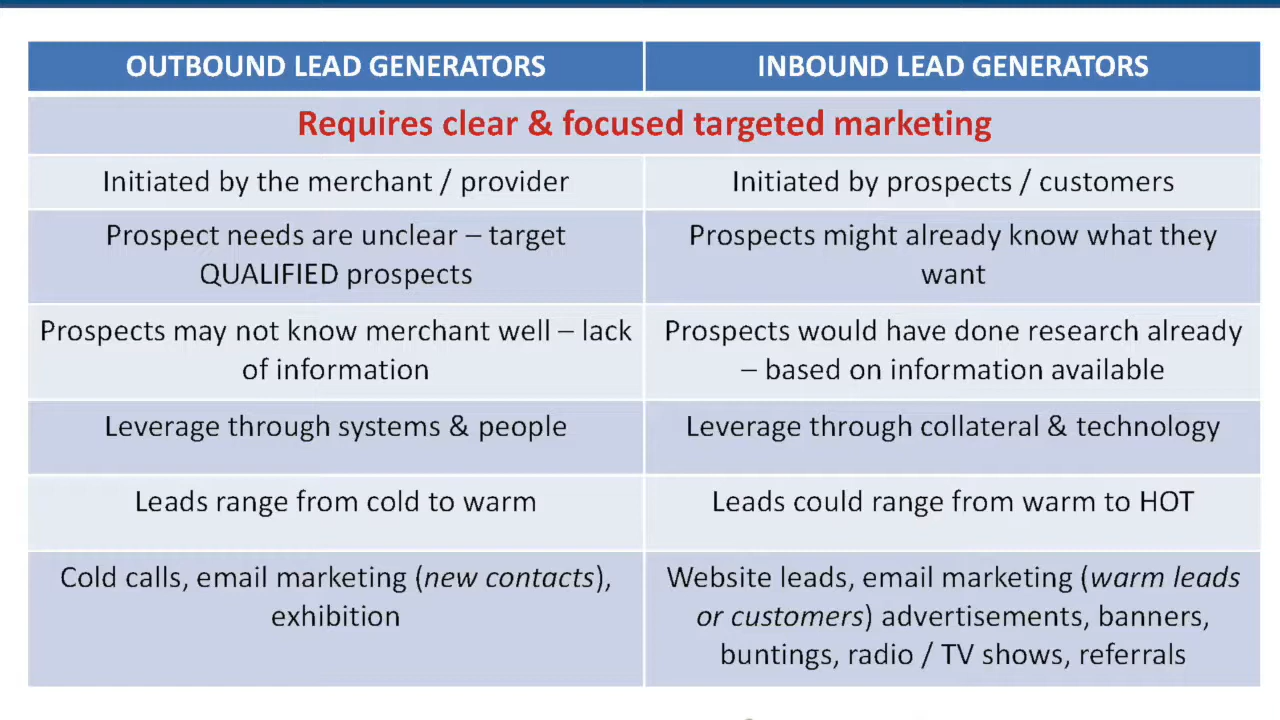 OUTBOUND LEAD GENERATORS
INBOUND LEAD GENERATORS
Requires clear & focused targeted marketing
Initiated by the merchant / provider
Initiated by prospects / customers
Prospect needs are unclear – target
QUALIFIED prospects
Prospects might already know what they
want
Prospects may not know merchant well – lack
of information
Prospects would have done research already
– based on information available
Leverage through systems & people
Leverage through collateral & technology
Leads range from cold to warm
Leads could range from warm to HOT
Cold calls, email marketing (new contacts),
exhibition
Website leads, email marketing (warm leads
or customers) advertisements, banners,
buntings, radio / TV shows, referrals